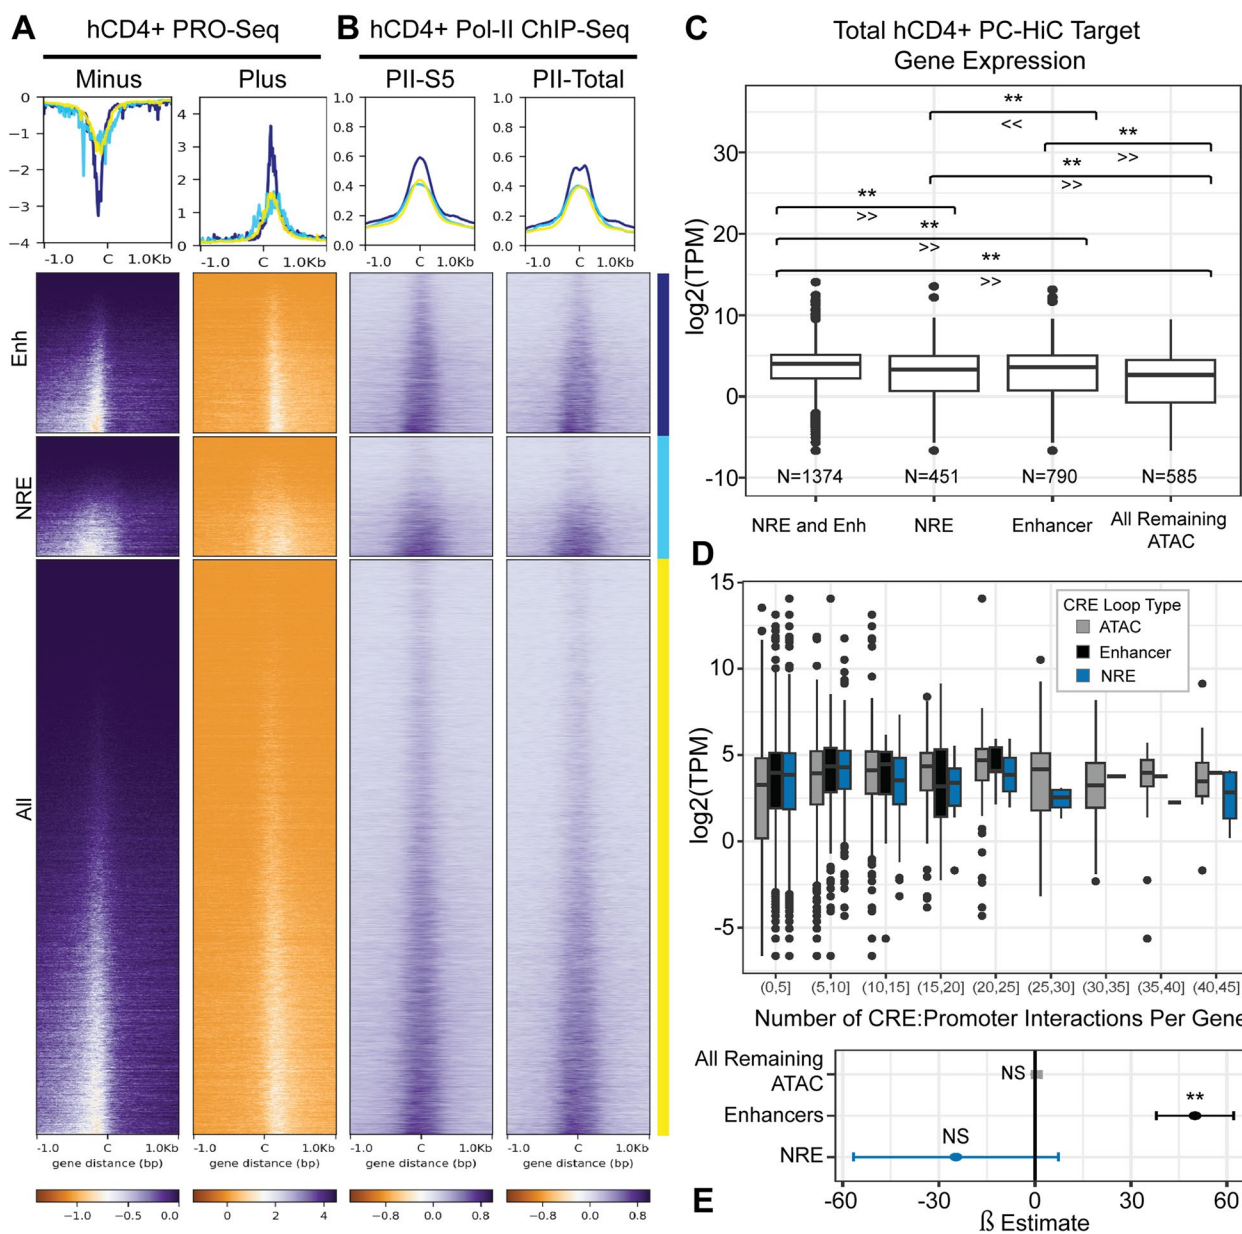 A
hCD4+ PRO-Seq
Minus
Plus
0
−1
−2
−3
−4
-1.0 C 1.0Kb
4
3
2
1
0
-1.0 C 1.0Kb
Enh
NRE
All
-1.0 C 1.0Kb
gene distance (bp)
-1.0 C 1.0Kb
gene distance (bp)
−1.0 −0.5 0.0
0 2 4
B
hCD4+ Pol-II ChIP-Seq
PII-S5
PII-Total
1.0
0.8
0.6
0.4
0.2
0.0
-1.0 C 1.0Kb
1.0
0.8
0.6
0.4
0.2
0.0
-1.0 C 1.0Kb
-1.0 C 1.0Kb
gene distance (bp)
-1.0 C 1.0Kb
gene distance (bp)
−0.8 0.0 0.8
−0.8 0.0 0.8
C
Total hCD4+ PC-HiC Target
Gene Expression
log2(TPM)
30
20
10
0
-10
**
<<
**
>>
**
>>
**
>>
**
>>
**
>>
N=1374 N=451 N=790 N=585
NRE and Enh
NRE
Enhancer
All Remaining
ATAC
D
log2(TPM)
15
10
5
0
-5
CRE Loop Type
ATAC
Enhancer
NRE
(0,5] (5,10] (10,15] (15,20] (20,25] (25,30] (30,35] (35,40] (40,45]
Number of CRE:Promoter Interactions Per Gene
All Remaining
ATAC
Enhancers
NRE
NS
**
NS
-60 -30 0 30 60
ß Estimate
E